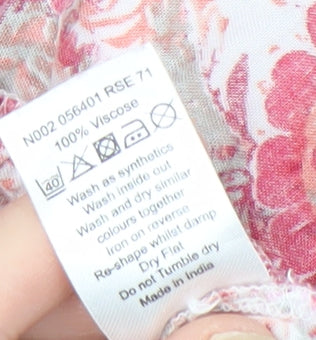 N002 056401 RSE 71
100% Viscose
40
Wash as synthetics
Wash inside out
Wash and dry similar
colours together
Iron on reverse
Re-shape whilst damp
Dry Flat
Do not Tumble dry
Made in India